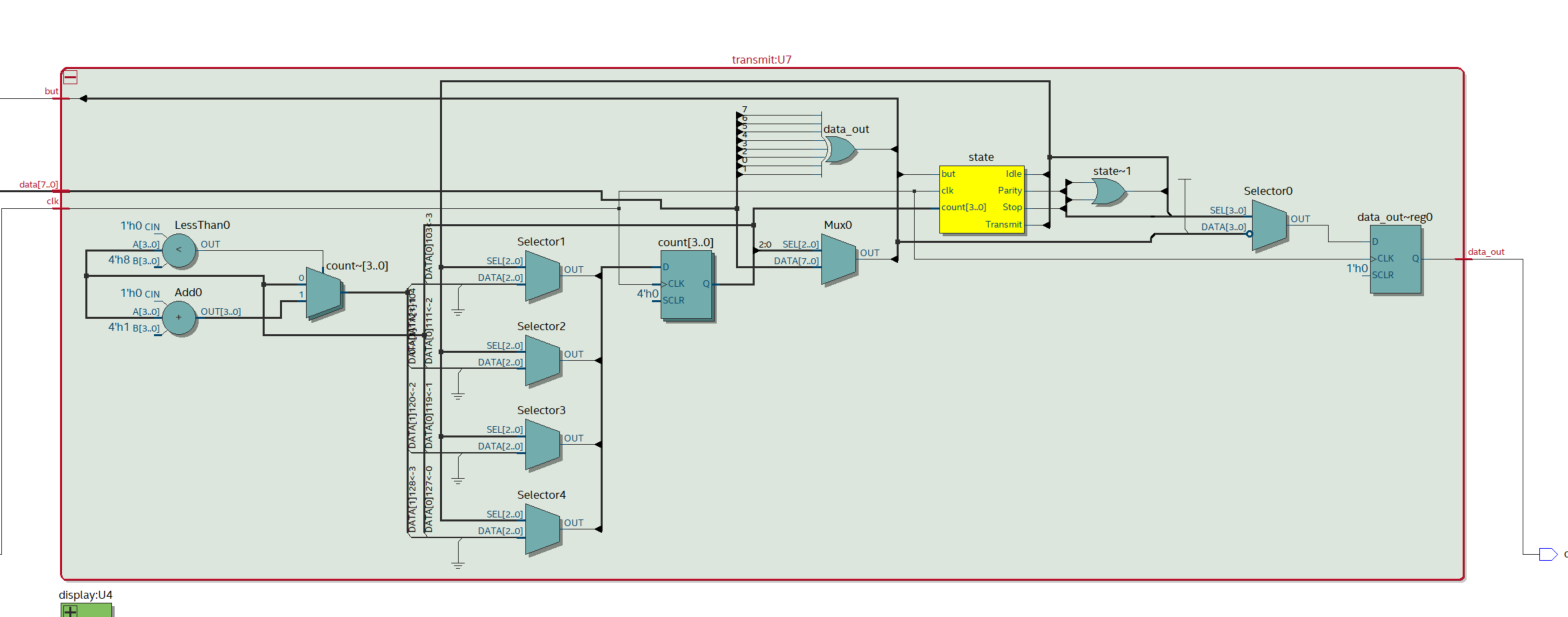 transmit:U7
but
data[7..0]
clk
1'h0 CIN
LessThan0
A[3..0]
<
OUT
4'h8 B[3..0]
1'h0 CIN
Add0
A[3..0]
+
OUT[3..0]
4'h1 B[3..0]
count~[3..0]
0
1
DATA[0]103<-3
DATA[0]111<-2
DATA[1]120<-2
DATA[0]119<-1
DATA[1]128<-3
DATA[0]127<-0
Selector1
SEL[2..0]
DATA[2..0]
OUT
Selector2
SEL[2..0]
DATA[2..0]
OUT
Selector3
SEL[2..0]
DATA[2..0]
OUT
Selector4
SEL[2..0]
DATA[2..0]
OUT
count[3..0]
D
>CLK
Q
4'h0
SCLR
7
6
5
4
3
2
0
1
data_out
Mux0
2:0
SEL[2..0]
DATA[7..0]
OUT
state
but
Idle
clk
Parity
count[3..0]
Stop
Transmit
state~1
Selector0
SEL[3..0]
DATA[3..0]
OUT
data_out~reg0
D
>CLK
Q
1'h0
SCLR
data_out
display:U4